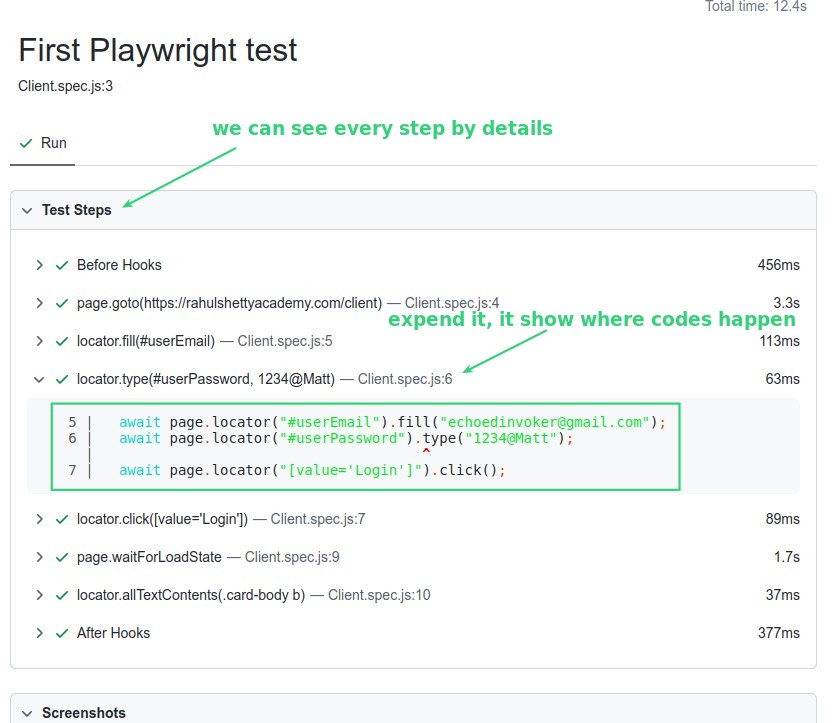 Total time: 12.4s
First Playwright test
Client.spec.js:3
we can see every step by details
Run
Test Steps
Before Hooks 456ms
page.goto(https://rahulshettyacademy.com/client) — Client.spec.js:4 3.3s
expend it, it show where codes happen
locator.fill(#userEmail) — Client.spec.js:5 113ms
locator.type(#userPassword, 1234@Matt) — Client.spec.js:6 63ms
5 | await page.locator("#userEmail").fill("echoedinvoker@gmail.com");
6 | await page.locator("#userPassword").type("1234@Matt");
| ^
7 | await page.locator("[value='Login']").click();
locator.click([value='Login']) — Client.spec.js:7 89ms
page.waitForLoadState — Client.spec.js:9 1.7s
locator.allTextContents(.card-body b) — Client.spec.js:10 37ms
After Hooks 377ms
Screenshots